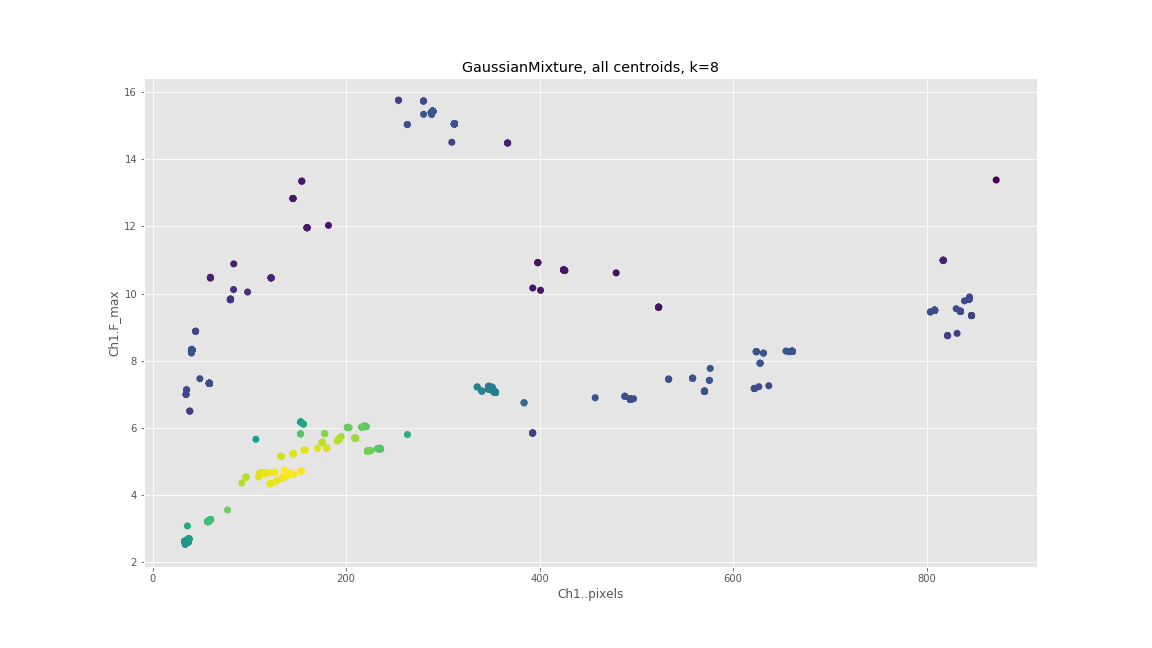 GaussianMixture, all centroids, k=8
16
14
12
10
8
6
4
2
Ch1.F_max
0 200 400 600 800
Ch1..pixels